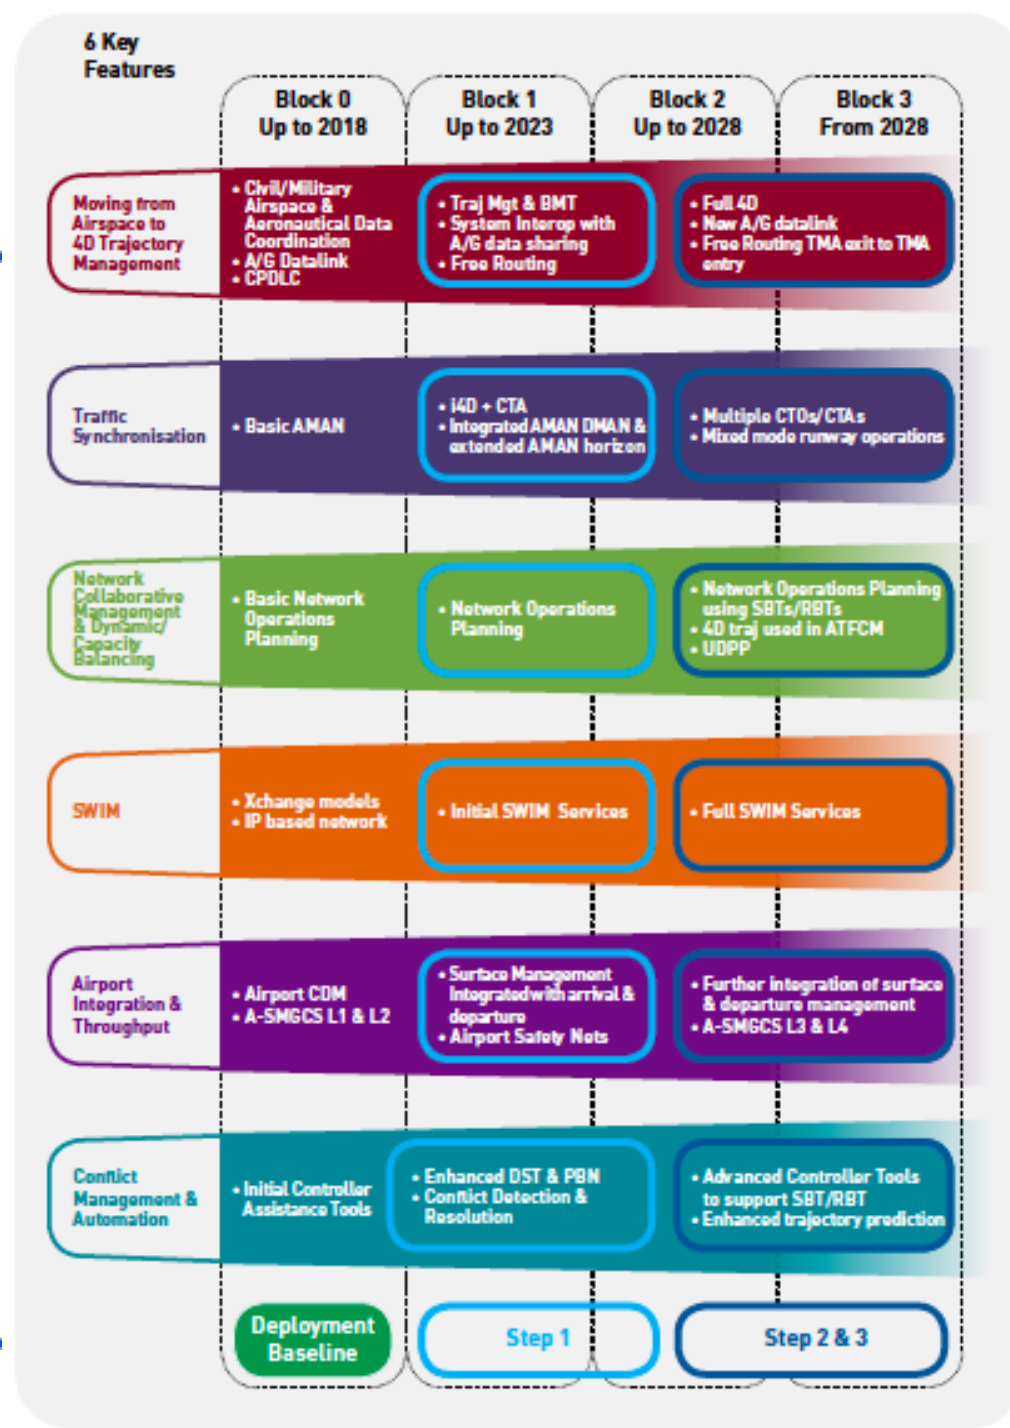 6 Key
Features
Block 0
Up to 2018
Block 1
Up to 2023
Block 2
Up to 2028
Block 3
From 2028
Moving from
Airspace to
4D Trajectory
Management
• Civil/Military
Airspace &
Aeronautical Data
Coordination
• A/G Datalink
• CPDLC
• Traj Mgt & BMT
• System Interop with
A/G data sharing
• Free Routing
• Full 4D
• New A/G datalink
• Free Routing TMA exit to TMA
entry
Traffic
Synchronisation
• Basic AMAN
• i4D + CTA
• Integrated AMAN DMAN &
extended AMAN horizon
• Multiple CTOs/CTAs
• Mixed mode runway operations
Network
Collaborative
Management
& Dynamic/
Capacity
Balancing
• Basic Network
Operations
Planning
• Network Operations
Planning
• Network Operations Planning
using SBTs/RBTs
• 4D traj used in ATFCM
• UDPP
SWIM
• Xchange models
• IP based network
• Initial SWIM Services
• Full SWIM Services
Airport
Integration &
Throughput
• Airport CDM
• A-SMGCS L1 & L2
• Surface Management
Integrated with arrival &
departure
• Airport Safety Nets
• Further Integration of surface
& departure management
• A-SMGCS L3 & L4
Conflict
Management &
Automation
• Initial Controller
Assistance Tools
• Enhanced DST & PBN
• Conflict Detection &
Resolution
• Advanced Controller Tools
to support SBT/RBT
• Enhanced trajectory prediction
Deployment
Baseline
Step 1
Step 2 & 3